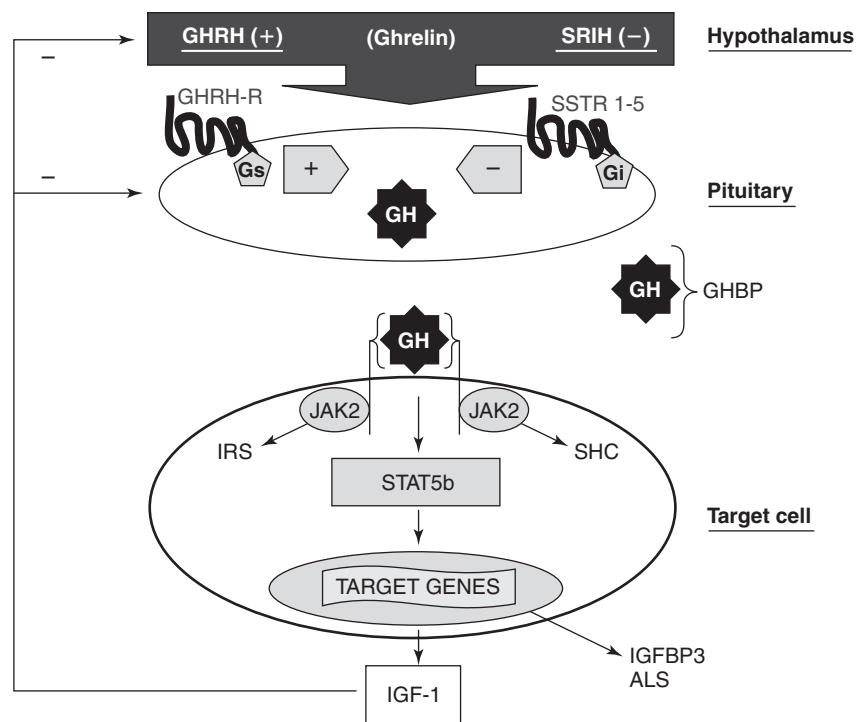 GHRH (+) (Ghrelin) SRIH (−) Hypothalamus
−
GHRH-R SSTR 1-5
Gs + − Gi
− Pituitary
GH
GH GHBP
GH
JAK2 JAK2
IRS SHC
STAT5b
Target cell
TARGET GENES
IGFBP3
ALS
IGF-1